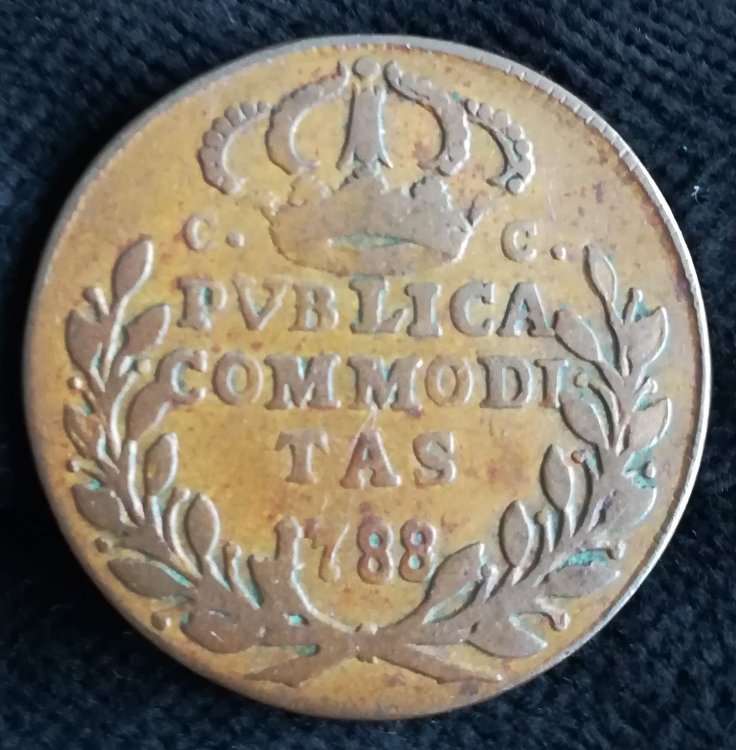 C. C.
PVBLICA
·COMMODI·
TAS
1788